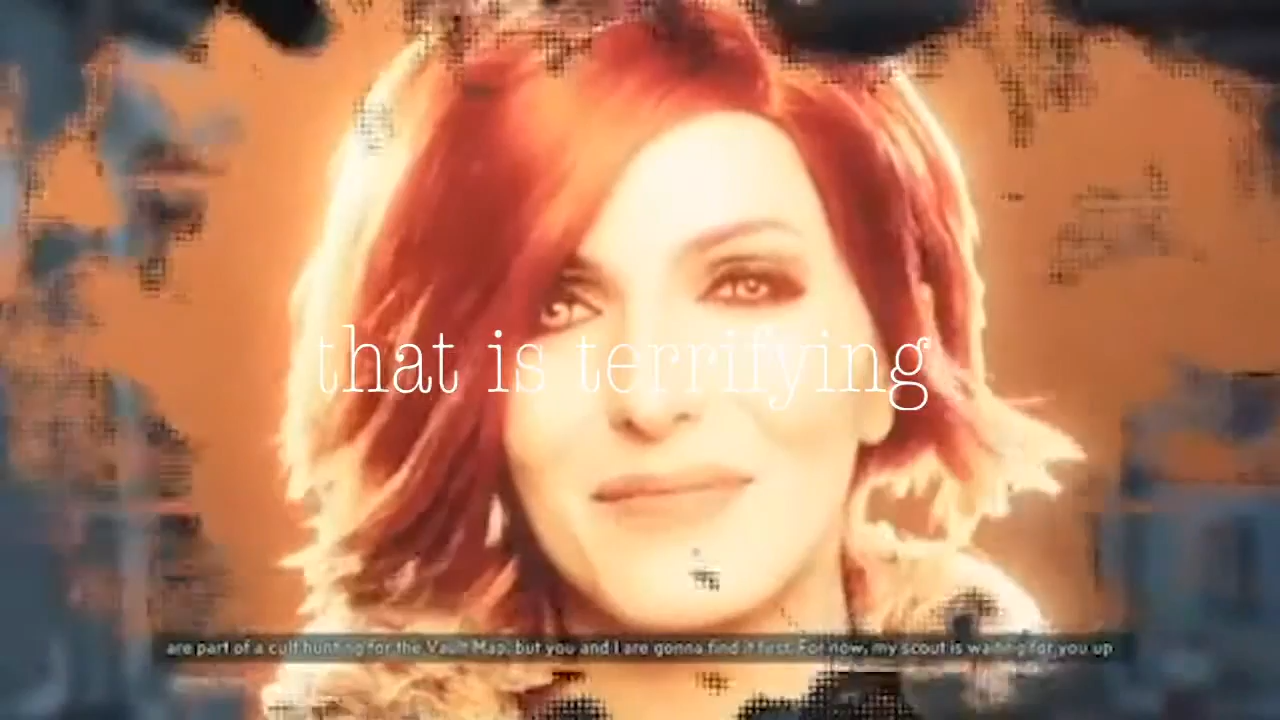 that is terrifying
are part of a cult hunting for the Vault Map, but you and I are gonna find it first. For now, my scout is waiting for you up